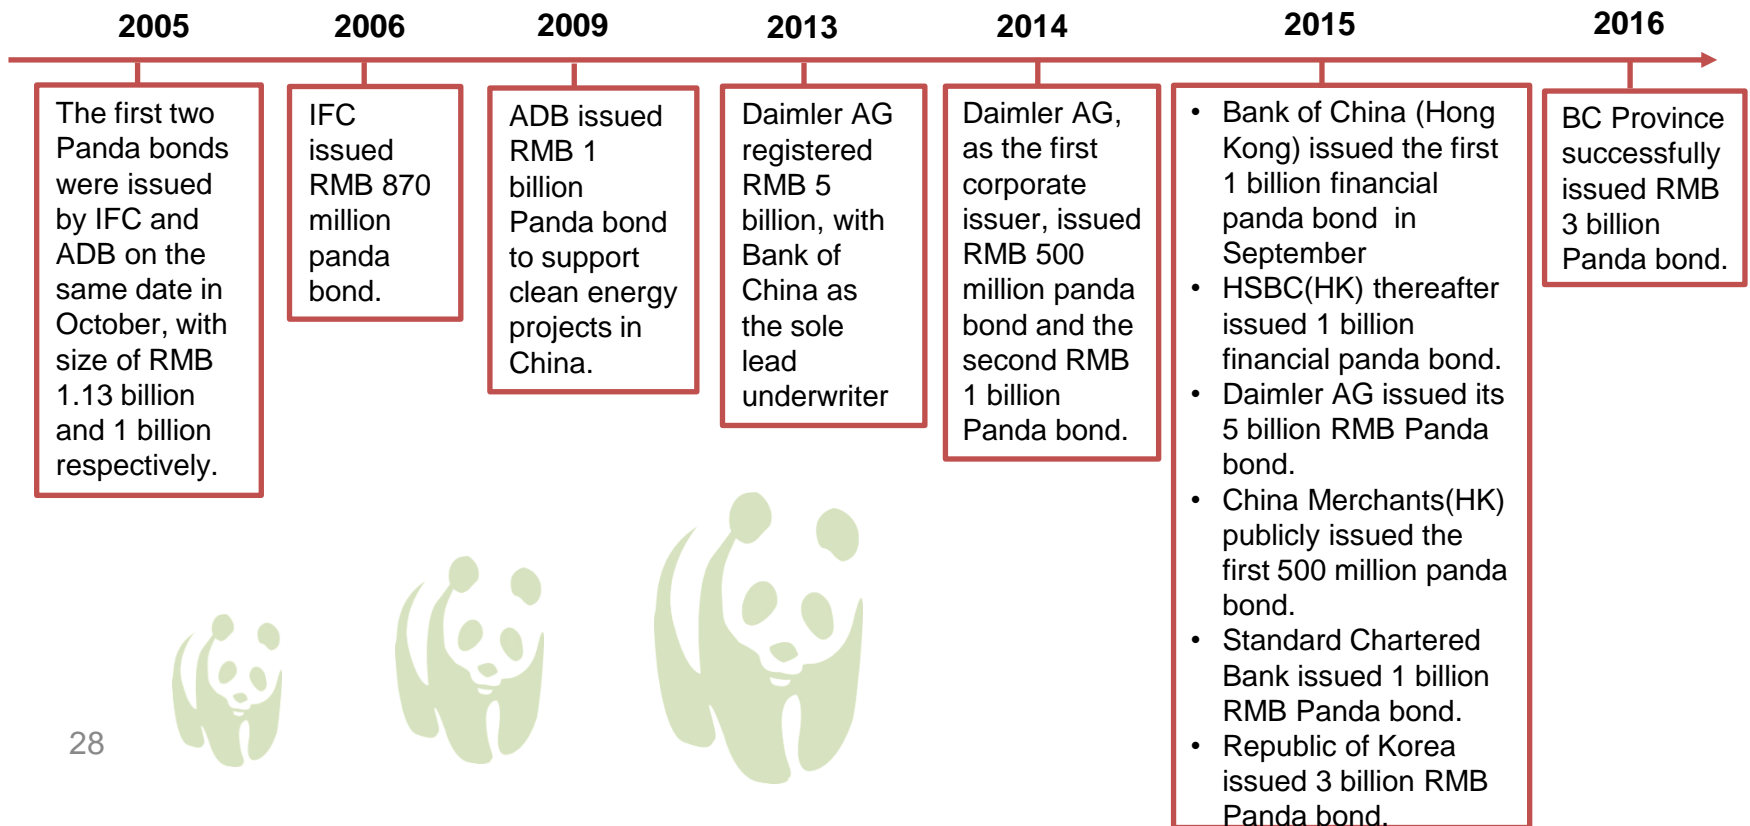 2005
2006
2009
2013
2014
2015
2016
The first two
Panda bonds
were issued
by IFC and
ADB on the
same date in
October, with
size of RMB
1.13 billion
and 1 billion
respectively.
IFC
issued
RMB 870
million
panda
bond.
ADB issued
RMB 1
billion
Panda bond
to support
clean energy
projects in
China.
Daimler AG
registered
RMB 5
billion, with
Bank of
China as
the sole
lead
underwriter
Daimler AG,
as the first
corporate
issuer, issued
RMB 500
million panda
bond and the
second RMB
1 billion
Panda bond.
• Bank of China (Hong
Kong) issued the first
1 billion financial
panda bond in
September
• HSBC(HK) thereafter
issued 1 billion
financial panda bond.
• Daimler AG issued its
5 billion RMB Panda
bond.
• China Merchants(HK)
publicly issued the
first 500 million panda
bond.
• Standard Chartered
Bank issued 1 billion
RMB Panda bond.
• Republic of Korea
issued 3 billion RMB
Panda bond.
BC Province
successfully
issued RMB
3 billion
Panda bond.
28